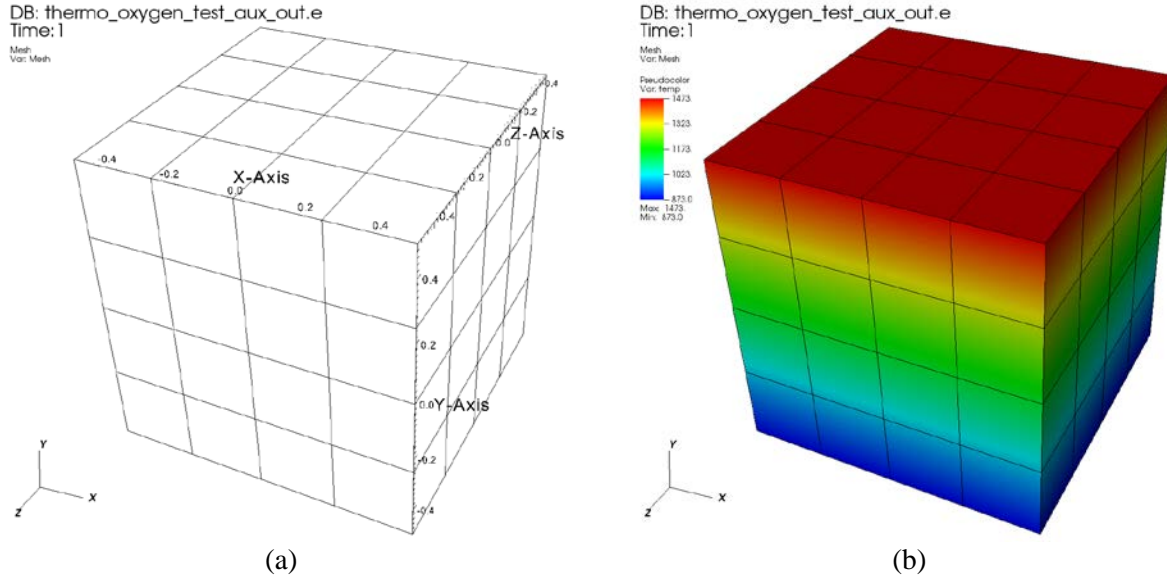 DB: thermo_oxygen_test_aux_out.e
Time:1
Mesh
Var: Mesh
-0.4
-0.2
X-Axis
0.0
0.2
0.4
-0.4
-0.2
Z-Axis
0.0
0.2
0.4
0.4
0.2
0.0
Y-Axis
-0.2
-0.4
Y
X
Z
(a)
DB: thermo_oxygen_test_aux_out.e
Time:1
Mesh
Var: Mesh
Pseudocolor
Var: temp
1473.
1323.
1173.
1023.
873.0
Max: 1473.
Min: 873.0
Y
X
Z
(b)